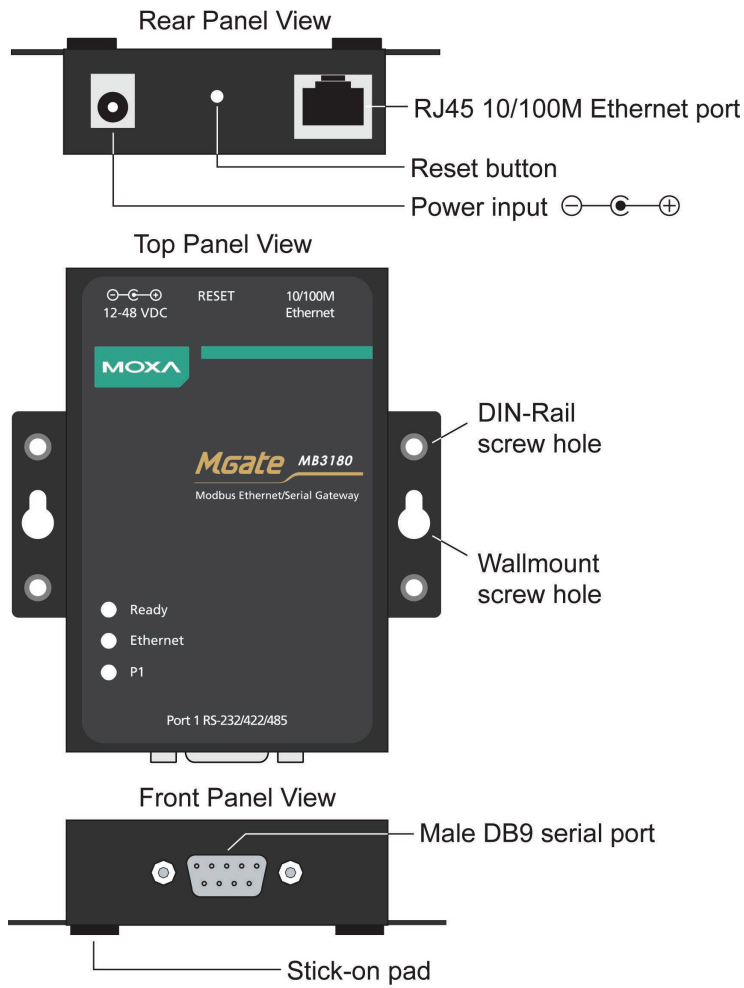 Rear Panel View
RJ45 10/100M Ethernet port
Reset button
Power input
Top Panel View
12-48 VDC
RESET
10/100M
Ethernet
MOXA
DIN-Rail
screw hole
MGate MB3180
Modbus Ethernet/Serial Gateway
Wallmount
screw hole
Ready
Ethernet
P1
Port 1 RS-232/422/485
Front Panel View
Male DB9 serial port
Stick-on pad